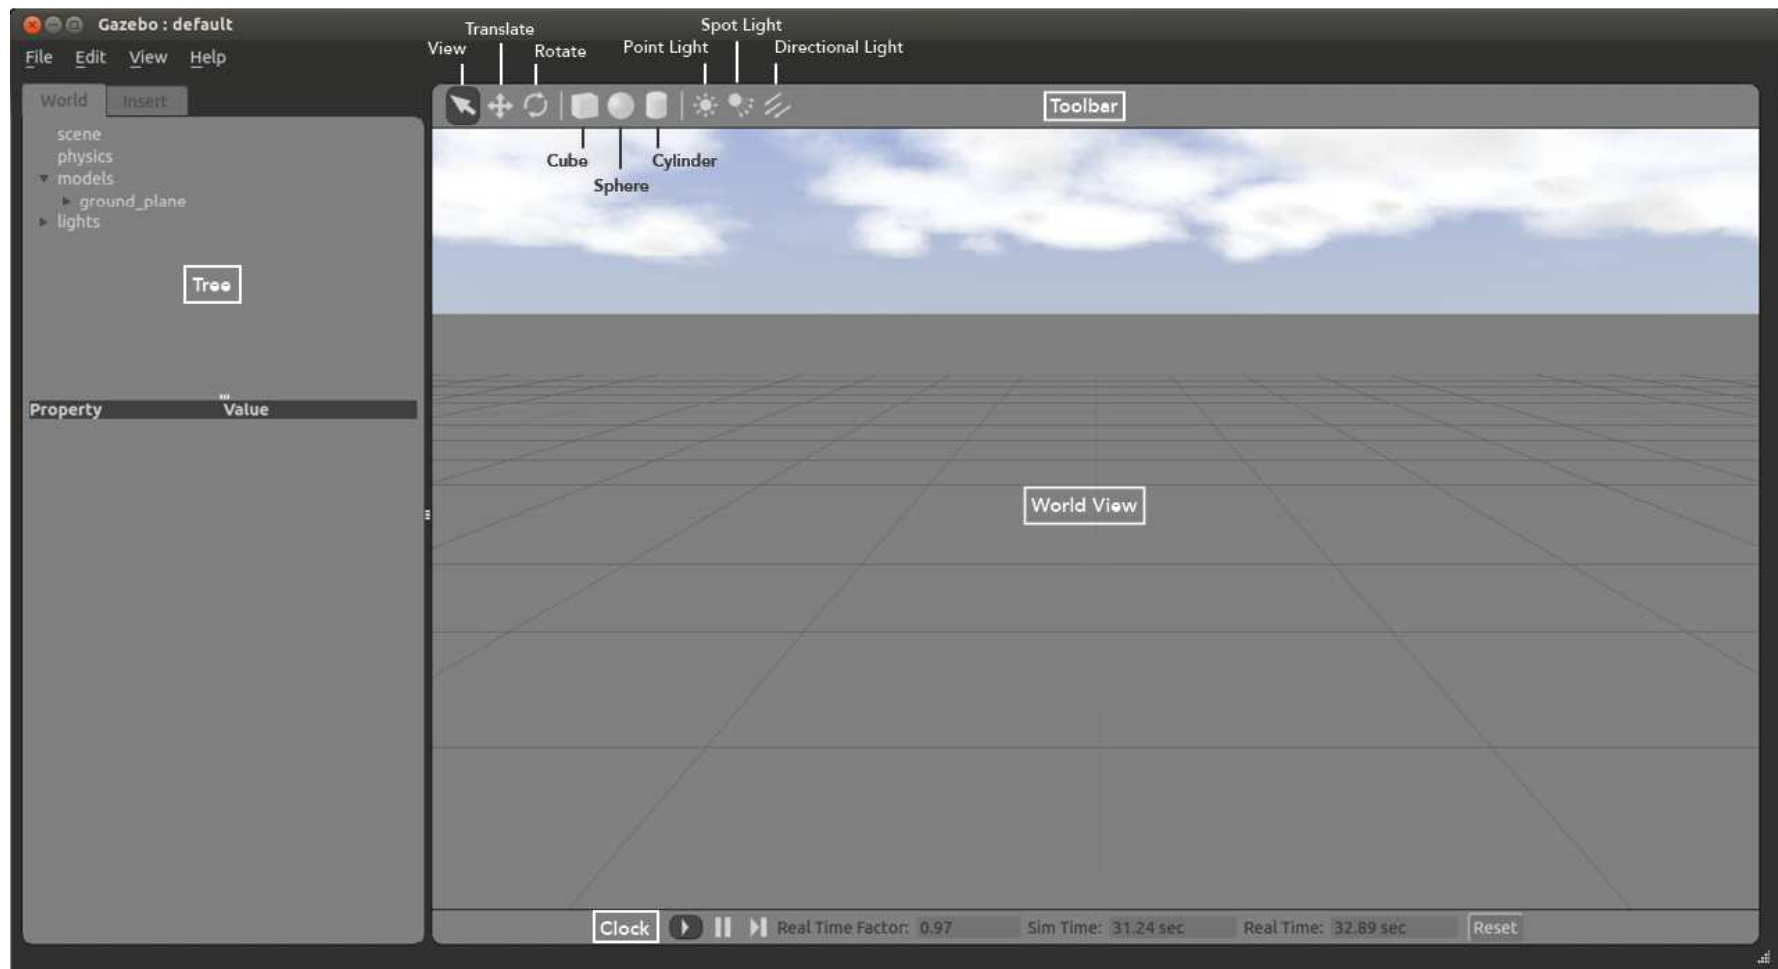 Gazebo : default
File Edit View Help
Translate
Spot Light
View
Rotate
Point Light
Directional Light
World Insert
Toolbar
scene
physics
models
ground_plane
lights
Cube
Cylinder
Sphere
Tree
Property Value
World View
Clock
Real Time Factor: 0.97 Sim Time: 31.24 sec Real Time: 32.89 sec Reset